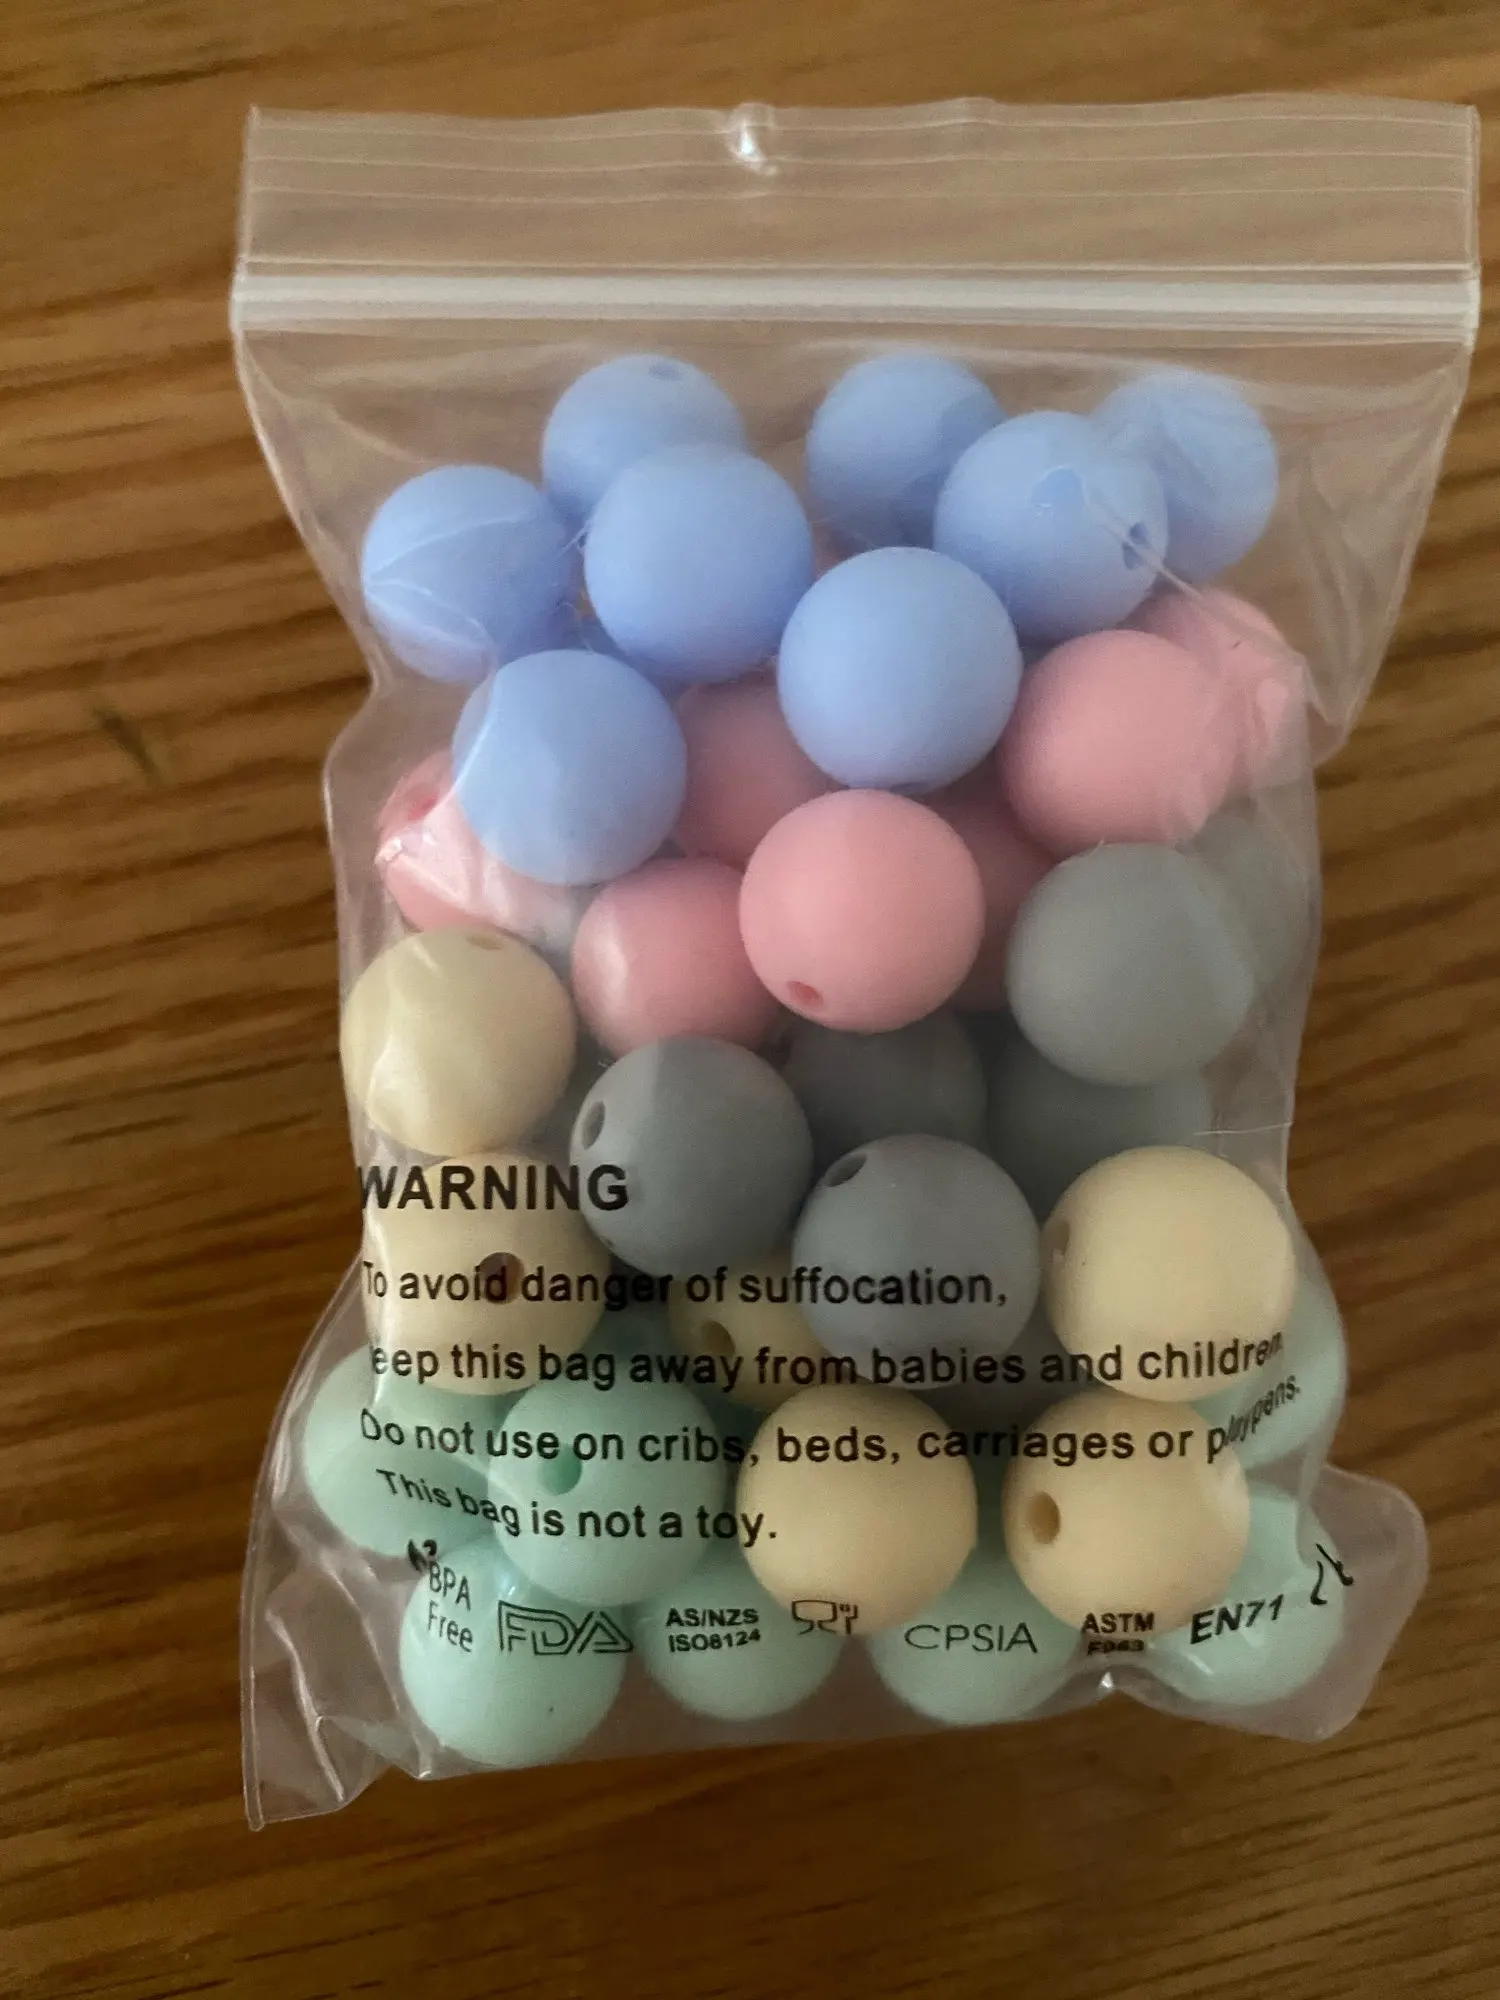 WARNING
To avoid danger of suffocation,
eep this bag away from babies and children.
Do not use on cribs, beds, carriages or playpens.
This bag is not a toy.
BPA
Free
FDA
AS/NZS
ISO8124
CPSIA
ASTM
F963
EN71